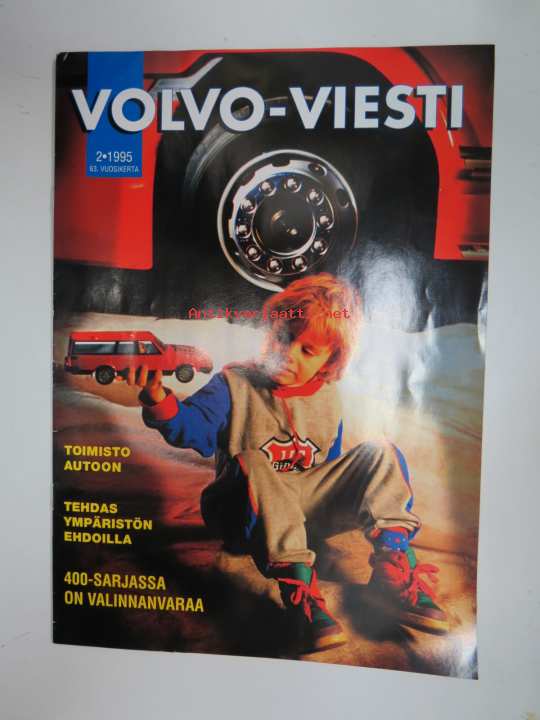 VOLVO-VIESTI
2•1995
63. VUOSIKERTA
Antikvariaatti.net
TOIMISTO
AUTOON
TEHDAS
YMPÄRISTÖN
EHDOILLA
400-SARJASSA
ON VALINNANVARAA